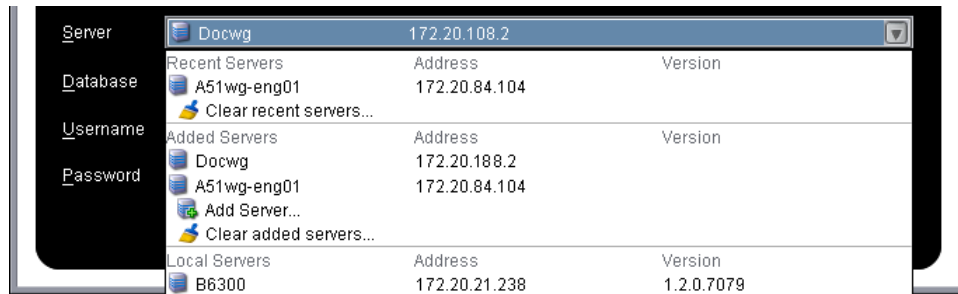 Server Docwg 172.20.108.2
Recent Servers Address Version
Database A51wg-eng01 172.20.84.104
Clear recent servers...
Username Added Servers Address Version
Docwg 172.20.188.2
Password A51wg-eng01 172.20.84.104
Add Server...
Clear added servers...
Local Servers Address Version
B6300 172.20.21.238 1.2.0.7079